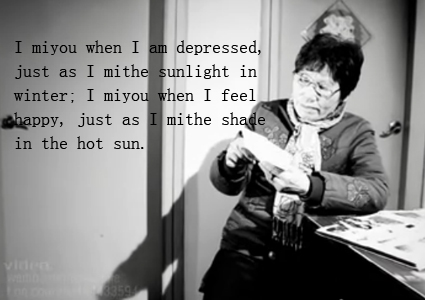 I miyou when I am depressed,
just as I mithe sunlight in
winter; I miyou when I feel
happy, just as I mithe shade
in the hot sun.